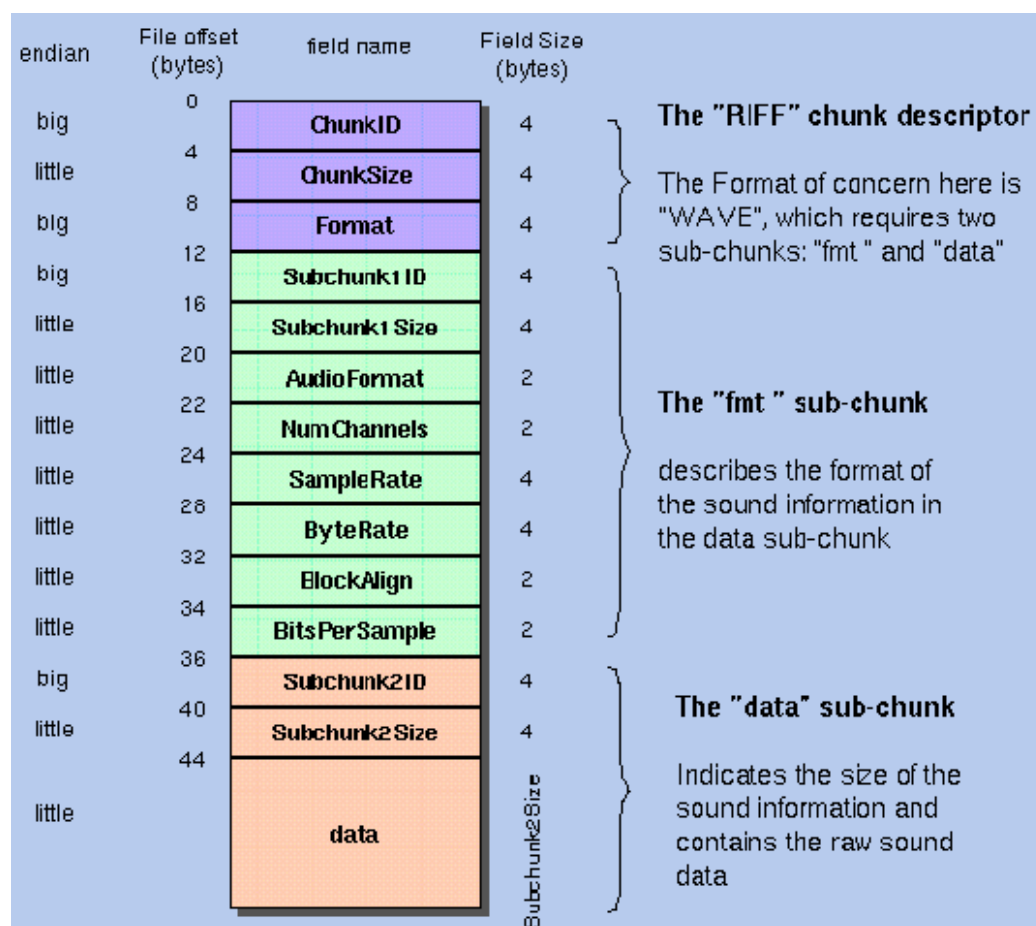 endian
File offset
(bytes)
field name
Field Size
(bytes)
0
big
ChunkID
4
4
little
ChunkSize
4
8
big
Format
4
12
big
Subchunk1ID
4
16
little
Subchunk1Size
4
20
little
AudioFormat
2
22
little
NumChannels
2
24
little
SampleRate
4
28
little
ByteRate
4
32
little
BlockAlign
2
34
little
BitsPerSample
2
36
big
Subchunk2ID
4
40
little
Subchunk2Size
4
44
little
data
Subchunk2Size
The "RIFF" chunk descriptor
The Format of concern here is
"WAVE", which requires two
sub-chunks: "fmt " and "data"
The "fmt " sub-chunk
describes the format of
the sound information in
the data sub-chunk
The "data" sub-chunk
Indicates the size of the
sound information and
contains the raw sound
data